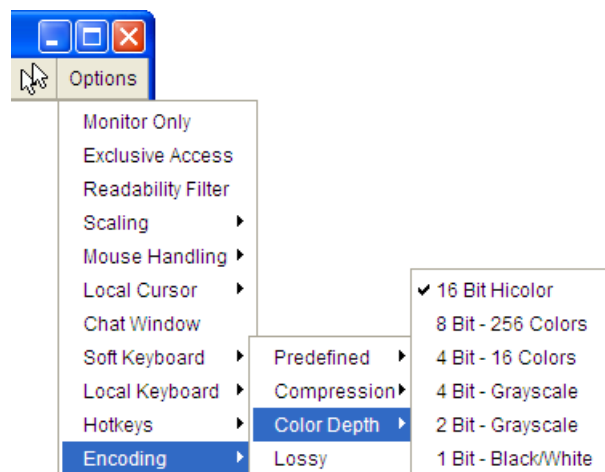 Options
Monitor Only
Exclusive Access
Readability Filter
Scaling
Mouse Handling
Local Cursor
Chat Window
Soft Keyboard
Local Keyboard
Hotkeys
Encoding
Predefined
Compression
Color Depth
Lossy
16 Bit Hicolor
8 Bit - 256 Colors
4 Bit - 16 Colors
4 Bit - Grayscale
2 Bit - Grayscale
1 Bit - Black/White